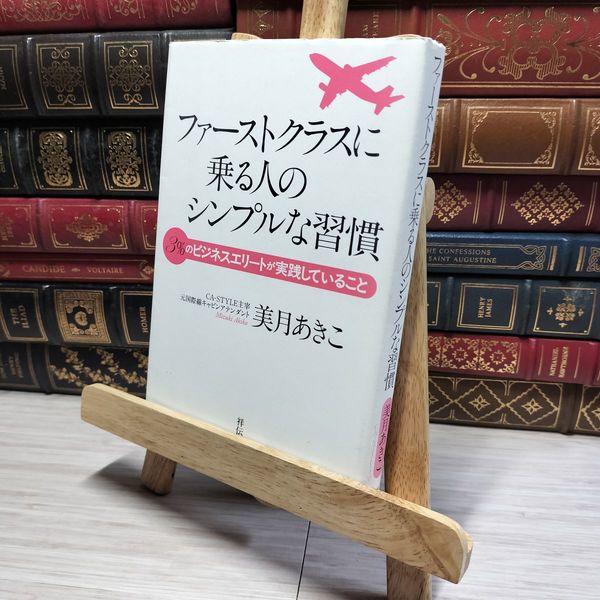 ファーストクラスに
乗る人の
シンプルな習慣
3%のビジネスエリートが実践していること
CA-STYLE主宰
元国際線キャビンアテンダント
美月あきこ
Mizuki Akiko
祥伝
ファーストクラスに乗る人のシンプルな習慣
美月あきこ
CANDIDE
VOLTAIRE
THE ILIAD
HOMER
THE CONFESSIONS
SAINT AUGUSTINE
HENRY
JAMES
NATHANIEL
HAWTHORNE